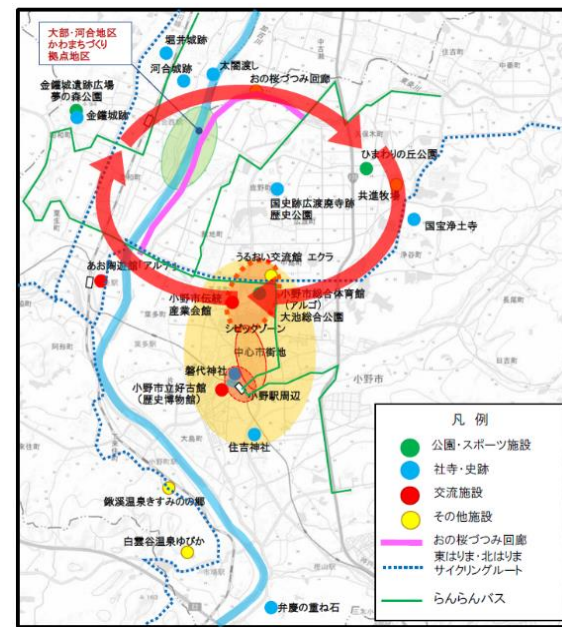 大部・河合地区
かわまちづくり
拠点地区
堀井城跡
河合城跡
太閤渡し
おの桜づつみ回廊
金鑵城遺跡広場
夢の森公園
金鑵城跡
ひまわりの丘公園
共進牧場
国史跡広渡廃寺跡
歴史公園
国宝浄土寺
うるおい交流館 エクラ
あお陶遊館 アルテ
小野市伝統
産業会館
小野市総合体育館
(アルゴ)
大池総合公園
シビックゾーン
中心市街地
磐代神社
小野市立好古館
(歴史博物館)
小野駅周辺
小野市
住吉神社
鍬溪温泉きすみのの郷
白雲谷温泉ゆぴか
弁慶の重ね石
凡 例
公園・スポーツ施設
社寺・史跡
交流施設
その他施設
おの桜づつみ回廊
東はりま・北はりま
サイクリングルート
らんらんバス